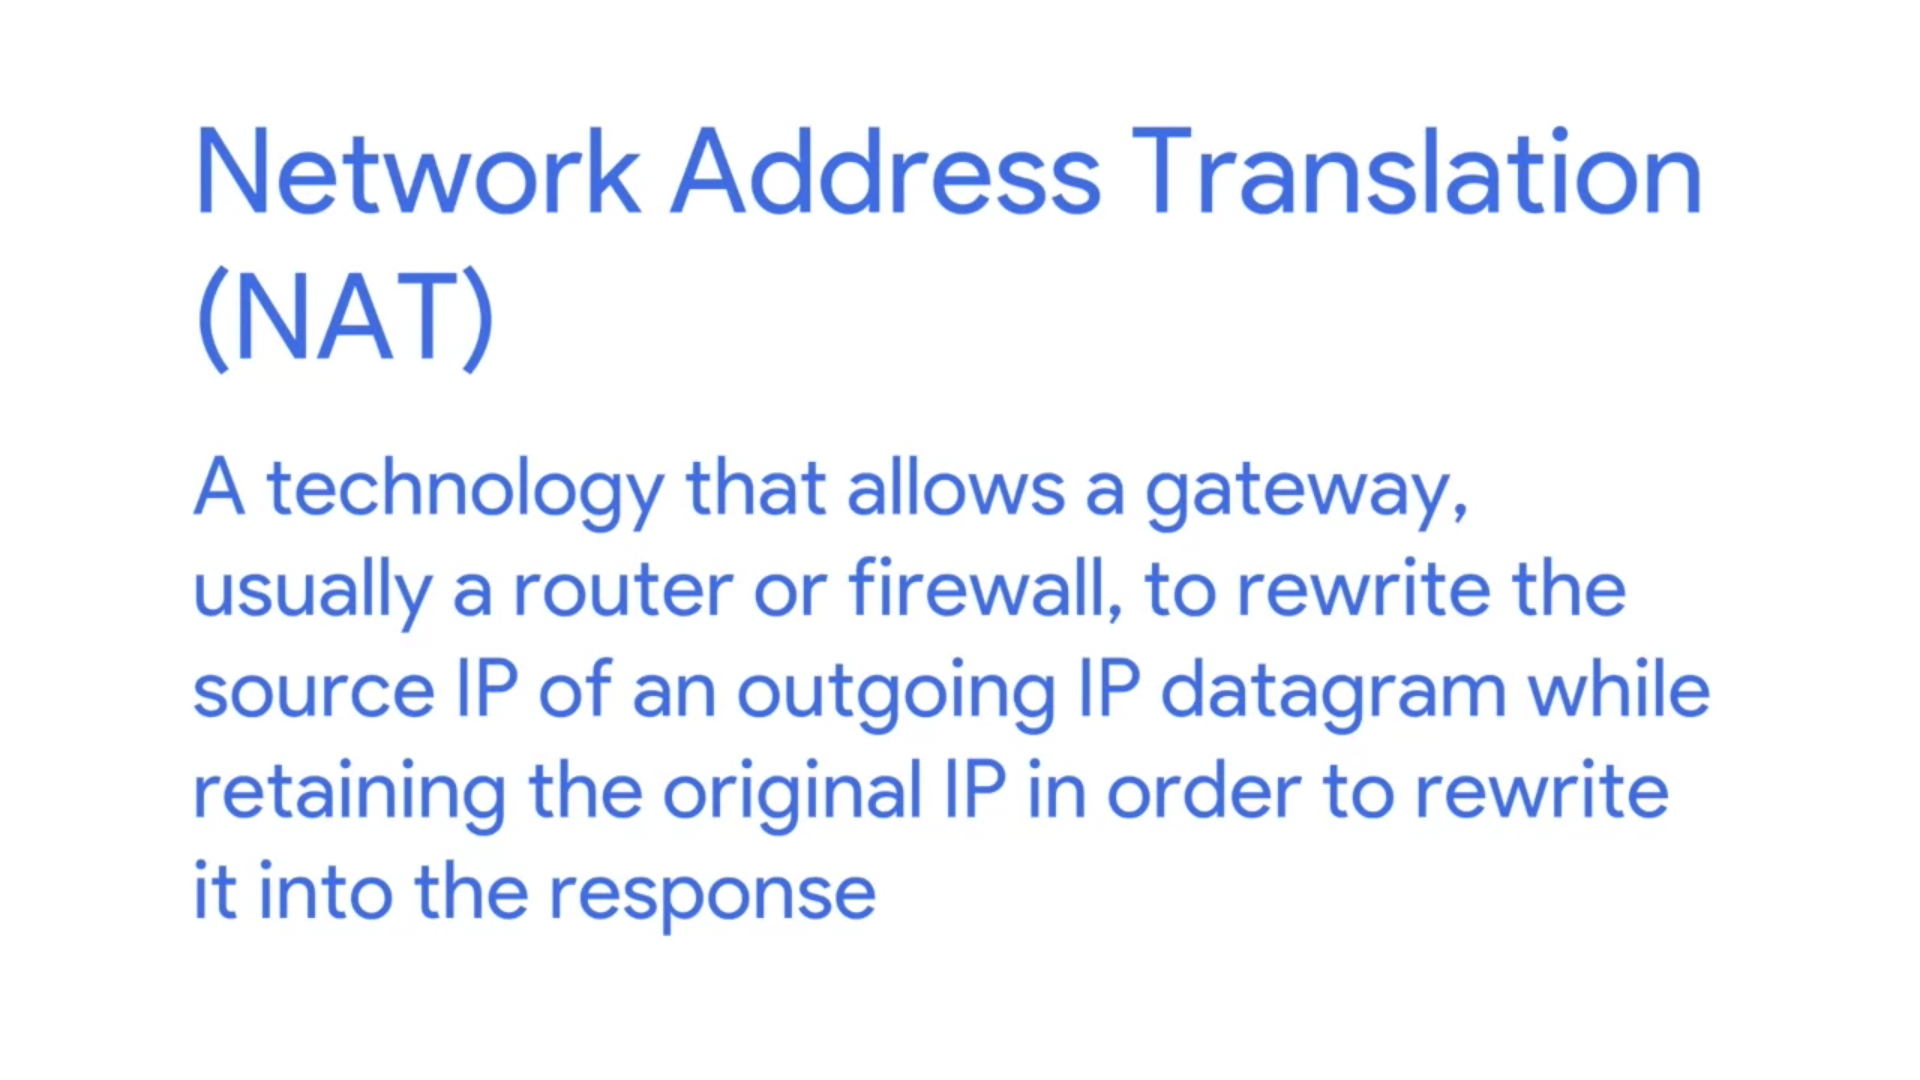 Network Address Translation
(NAT)
A technology that allows a gateway,
usually a router or firewall, to rewrite the
source IP of an outgoing IP datagram while
retaining the original IP in order to rewrite
it into the response